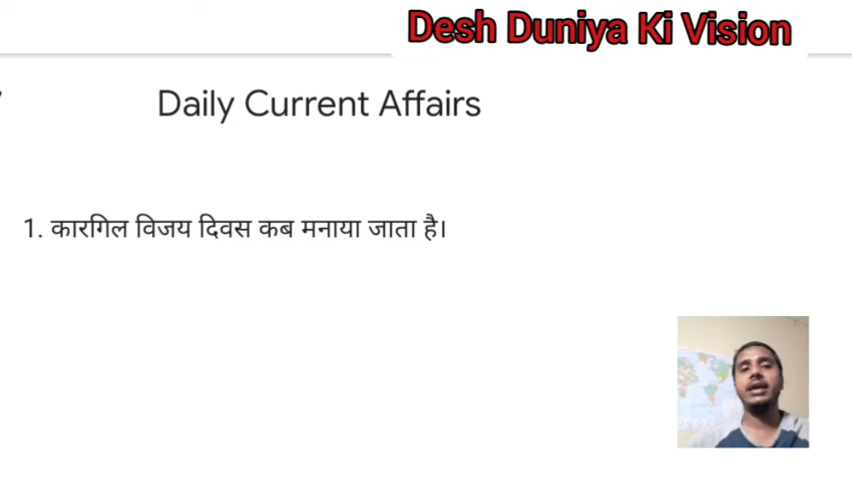 Desh Duniya Ki Vision
Daily Current Affairs
1. कारगिल विजय दिवस कब मनाया जाता है।